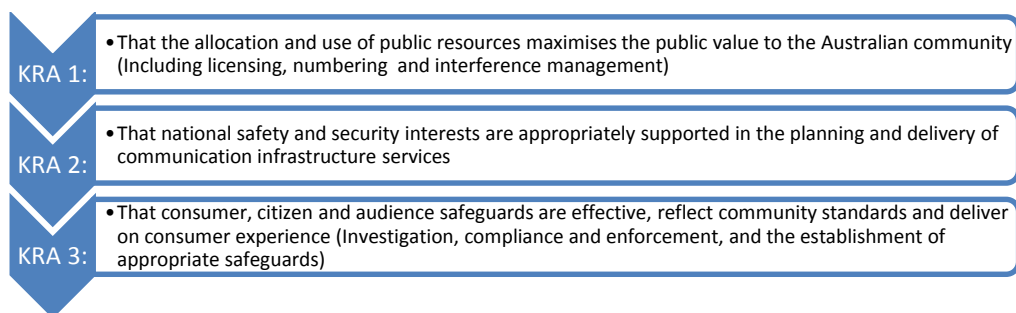 KRA 1:
•That the allocation and use of public resources maximises the public value to the Australian community
(Including licensing, numbering and interference management)
KRA 2:
•That national safety and security interests are appropriately supported in the planning and delivery of
communication infrastructure services
KRA 3:
•That consumer, citizen and audience safeguards are effective, reflect community standards and deliver
on consumer experience (Investigation, compliance and enforcement, and the establishment of
appropriate safeguards)